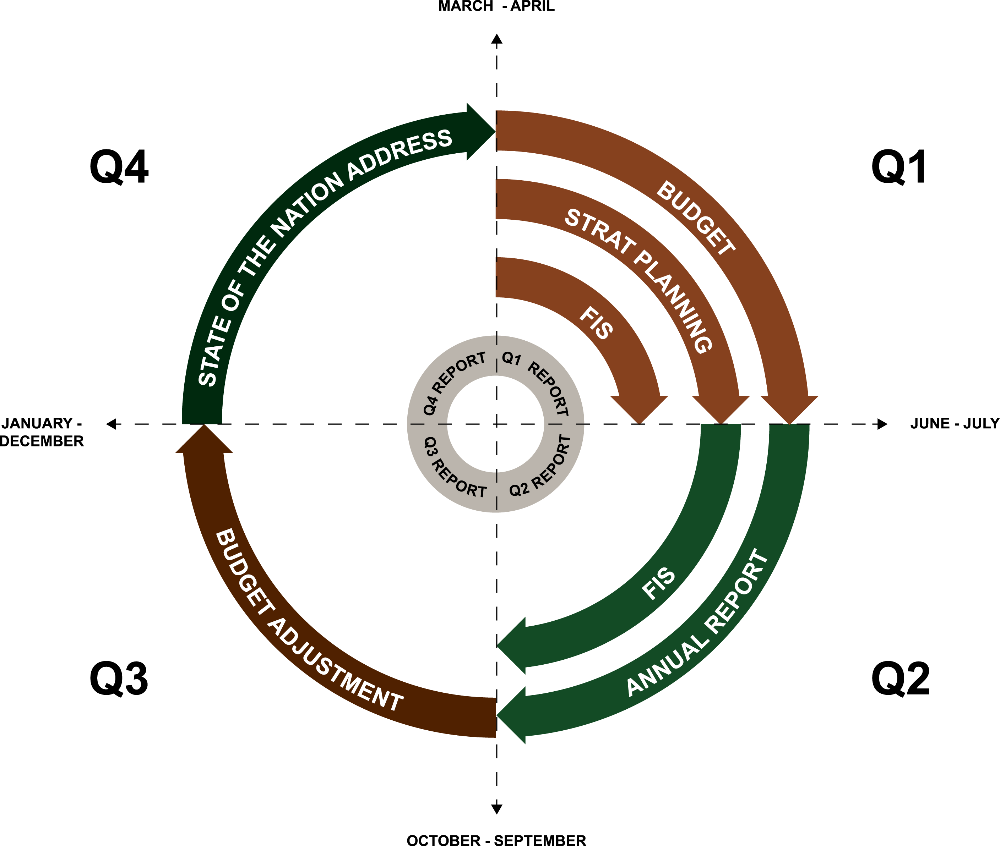 MARCH - APRIL
Q4
Q1
STATE OF THE NATION ADDRESS
BUDGET
STRAT PLANNING
FIS
Q4 REPORT
Q1 REPORT
JANUARY -
DECEMBER
JUNE - JULY
Q3 REPORT
Q2 REPORT
BUDGET ADJUSTMENT
FIS
ANNUAL REPORT
Q3
Q2
OCTOBER - SEPTEMBER